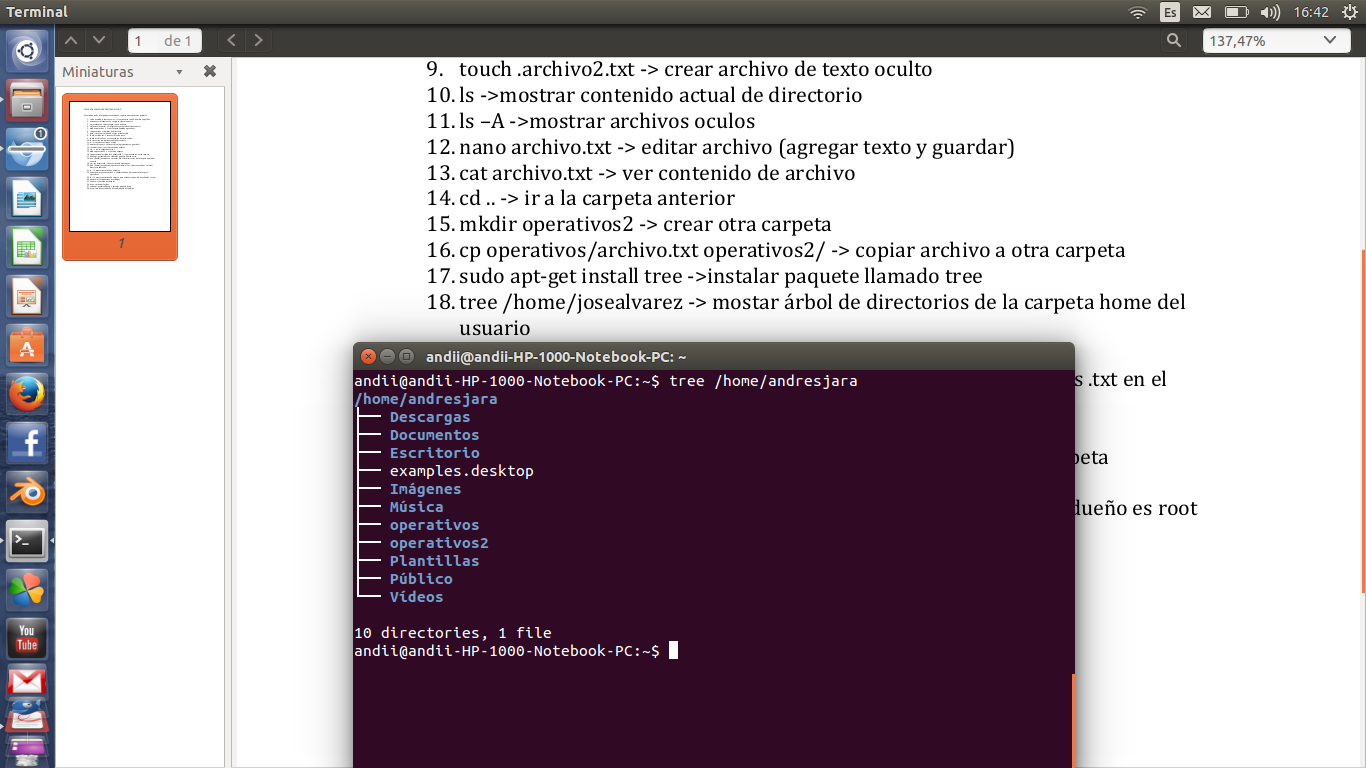 Terminal
Es
16:42
1 de 1
137,47%
Miniaturas
1
1
9. touch .archivo2.txt -> crear archivo de texto oculto
10. ls ->mostrar contenido actual de directorio
11. ls –A ->mostrar archivos oculos
12. nano archivo.txt -> editar archivo (agregar texto y guardar)
13. cat archivo.txt -> ver contenido de archivo
14. cd .. -> ir a la carpeta anterior
15. mkdir operativos2 -> crear otra carpeta
16. cp operativos/archivo.txt operativos2/ -> copiar archivo a otra carpeta
17. sudo apt-get install tree ->instalar paquete llamado tree
18. tree /home/josealvarez -> mostar árbol de directorios de la carpeta home del
usuario
s .txt en el
peta
dueño es root
andii@andii-HP-1000-Notebook-PC: ~
andii@andii-HP-1000-Notebook-PC:~$ tree /home/andresjara
/home/andresjara
├── Descargas
├── Documentos
├── Escritorio
├── examples.desktop
├── Imágenes
├── Música
├── operativos
├── operativos2
├── Plantillas
├── Público
└── Vídeos
10 directories, 1 file
andii@andii-HP-1000-Notebook-PC:~$
You
Tube